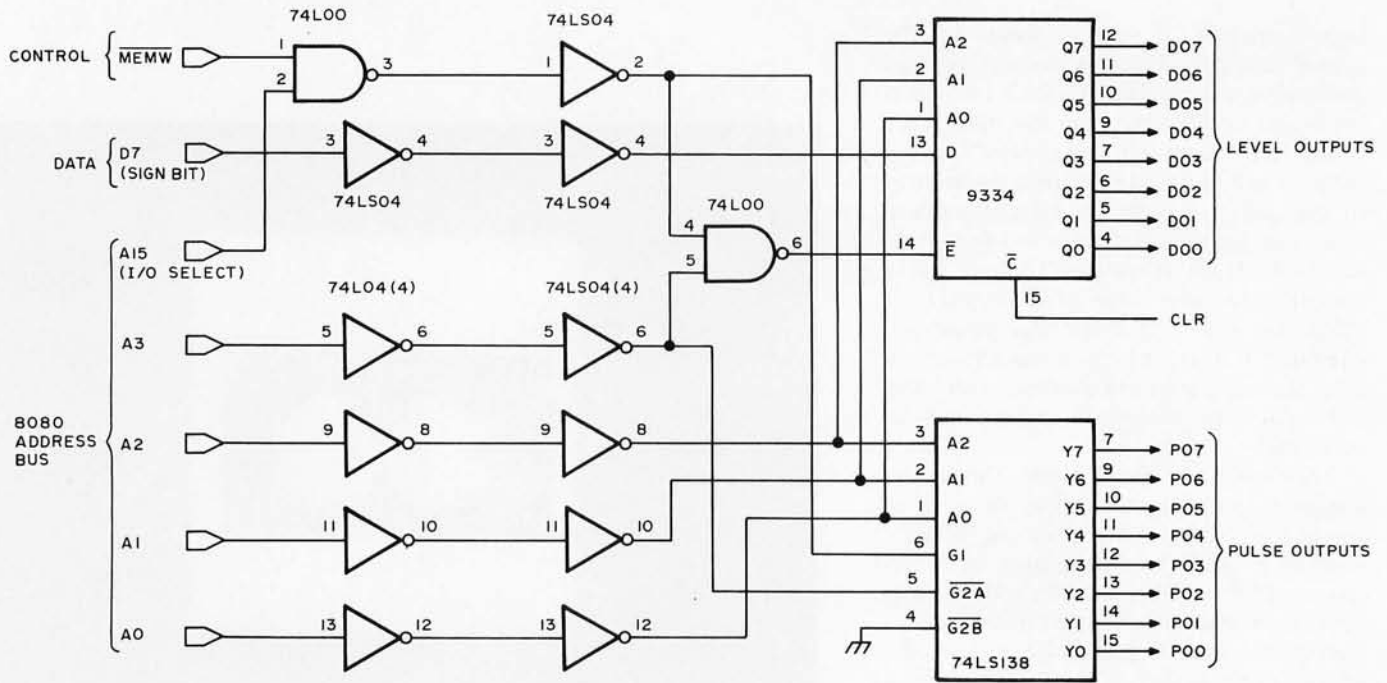 74L00
74LS04
CONTROL { MEMW
1
2
3
1
2
3 A2
2 A1
1 A0
13 D
9334
14 E
C
15
CLR
Q7 12 DO7
Q6 11 DO6
Q5 10 DO5
Q4 9 DO4
Q3 7 DO3
Q2 6 DO2
Q1 5 DO1
Q0 4 DO0
LEVEL OUTPUTS
DATA { D7
(SIGN BIT)
3
4
3
4
74LS04
74LS04
74L00
4
5
6
A15
(I/O SELECT)
74L04(4)
74LS04(4)
8080
ADDRESS
BUS
A3
5
6
5
6
A2
9
8
9
8
A1
11
10
11
10
A0
13
12
13
12
3 A2
2 A1
1 A0
6 G1
5 G2A
4 G2B
74LS138
Y7 7 PO7
Y6 9 PO6
Y5 10 PO5
Y4 11 PO4
Y3 12 PO3
Y2 13 PO2
Y1 14 PO1
Y0 15 PO0
PULSE OUTPUTS